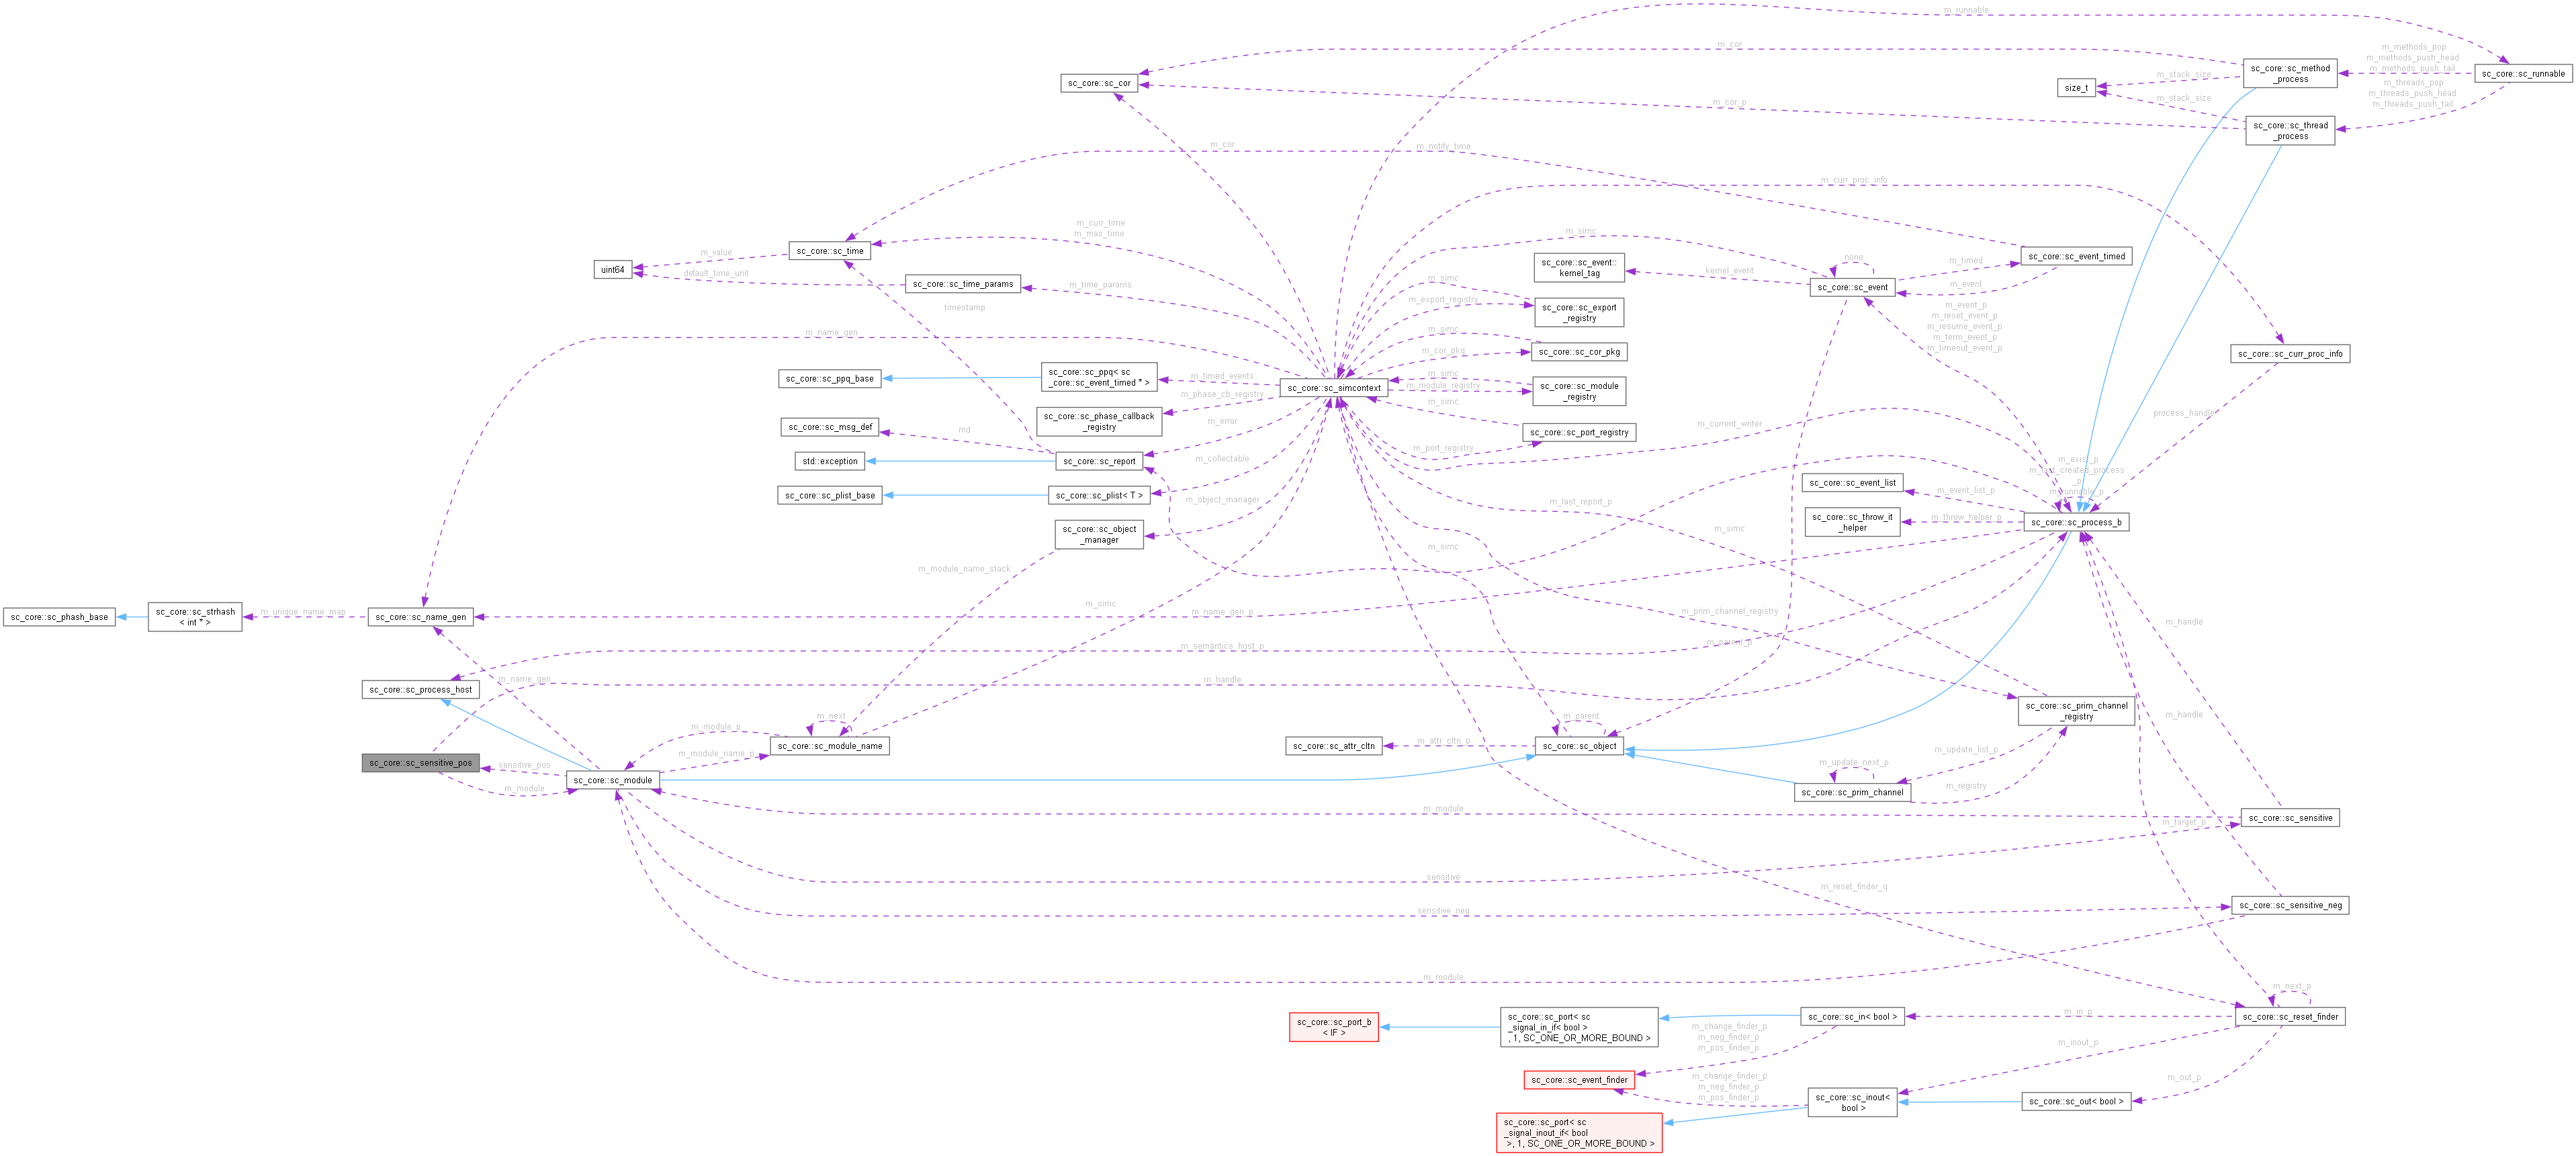 m_runnable
m_cor
m_methods_pop
m_methods_push_head
m_methods_push_tail
sc_core::sc_method
_process
sc_core::sc_runnable
sc_core::sc_cor
m_stack_size
size_t
m_threads_pop
m_threads_push_head
m_threads_push_tail
m_stack_size
m_cor_p
sc_core::sc_thread
_process
m_cor
m_notify_time
m_curr_proc_info
m_curr_time
m_max_time
m_simc
sc_core::sc_time
m_value
uint64
default_time_unit
sc_core::sc_time_params
m_time_params
sc_core::sc_event::
kernel_tag
kernel_event
none
sc_core::sc_event
m_timed
m_event
sc_core::sc_event_timed
m_simc
m_export_registry
sc_core::sc_export
_registry
timestamp
m_event_p
m_reset_event_p
m_resume_event_p
m_term_event_p
m_timeout_event_p
m_name_gen
m_simc
m_cor_pkg
sc_core::sc_cor_pkg
sc_core::sc_curr_proc_info
sc_core::sc_ppq_base
sc_core::sc_ppq< sc
_core::sc_event_timed * >
m_timed_events
sc_core::sc_simcontext
m_simc
m_module_registry
sc_core::sc_module
_registry
m_phase_cb_registry
sc_core::sc_phase_callback
_registry
m_simc
sc_core::sc_port_registry
m_port_registry
m_current_writer
process_handle
sc_core::sc_msg_def
md
m_error
std::exception
sc_core::sc_report
m_collectable
m_exist_p
m_last_created_process
_p
m_runnable_p
sc_core::sc_plist_base
sc_core::sc_plist< T >
m_object_manager
m_last_report_p
sc_core::sc_event_list
m_event_list_p
sc_core::sc_throw_it
_helper
m_throw_helper_p
sc_core::sc_process_b
sc_core::sc_object
_manager
m_simc
m_simc
m_module_name_stack
m_simc
sc_core::sc_phash_base
sc_core::sc_strhash
< int * >
m_unique_name_map
sc_core::sc_name_gen
m_name_gen_p
m_prim_channel_registry
m_handle
m_semantics_host_p
m_parent_p
m_name_gen
m_handle
sc_core::sc_process_host
sc_core::sc_prim_channel
_registry
m_handle
m_module_p
m_next
sc_core::sc_module_name
m_module_name_p
m_parent
sc_core::sc_attr_cltn
m_attr_cltn_p
sc_core::sc_object
m_update_list_p
sc_core::sc_sensitive_pos
sensitive_pos
m_module
sc_core::sc_module
m_update_next_p
sc_core::sc_prim_channel
m_registry
m_module
m_target_p
sc_core::sc_sensitive
sensitive
m_reset_finder_q
sensitive_neg
sc_core::sc_sensitive_neg
m_module
m_next_p
sc_core::sc_port_b
< IF >
sc_core::sc_port< sc
_signal_in_if< bool >
, 1, SC_ONE_OR_MORE_BOUND >
sc_core::sc_in< bool >
m_in_p
sc_core::sc_reset_finder
m_change_finder_p
m_neg_finder_p
m_pos_finder_p
m_inout_p
sc_core::sc_event_finder
m_change_finder_p
m_neg_finder_p
m_pos_finder_p
m_out_p
sc_core::sc_inout<
bool >
sc_core::sc_out< bool >
sc_core::sc_port< sc
_signal_inout_if< bool
>, 1, SC_ONE_OR_MORE_BOUND >